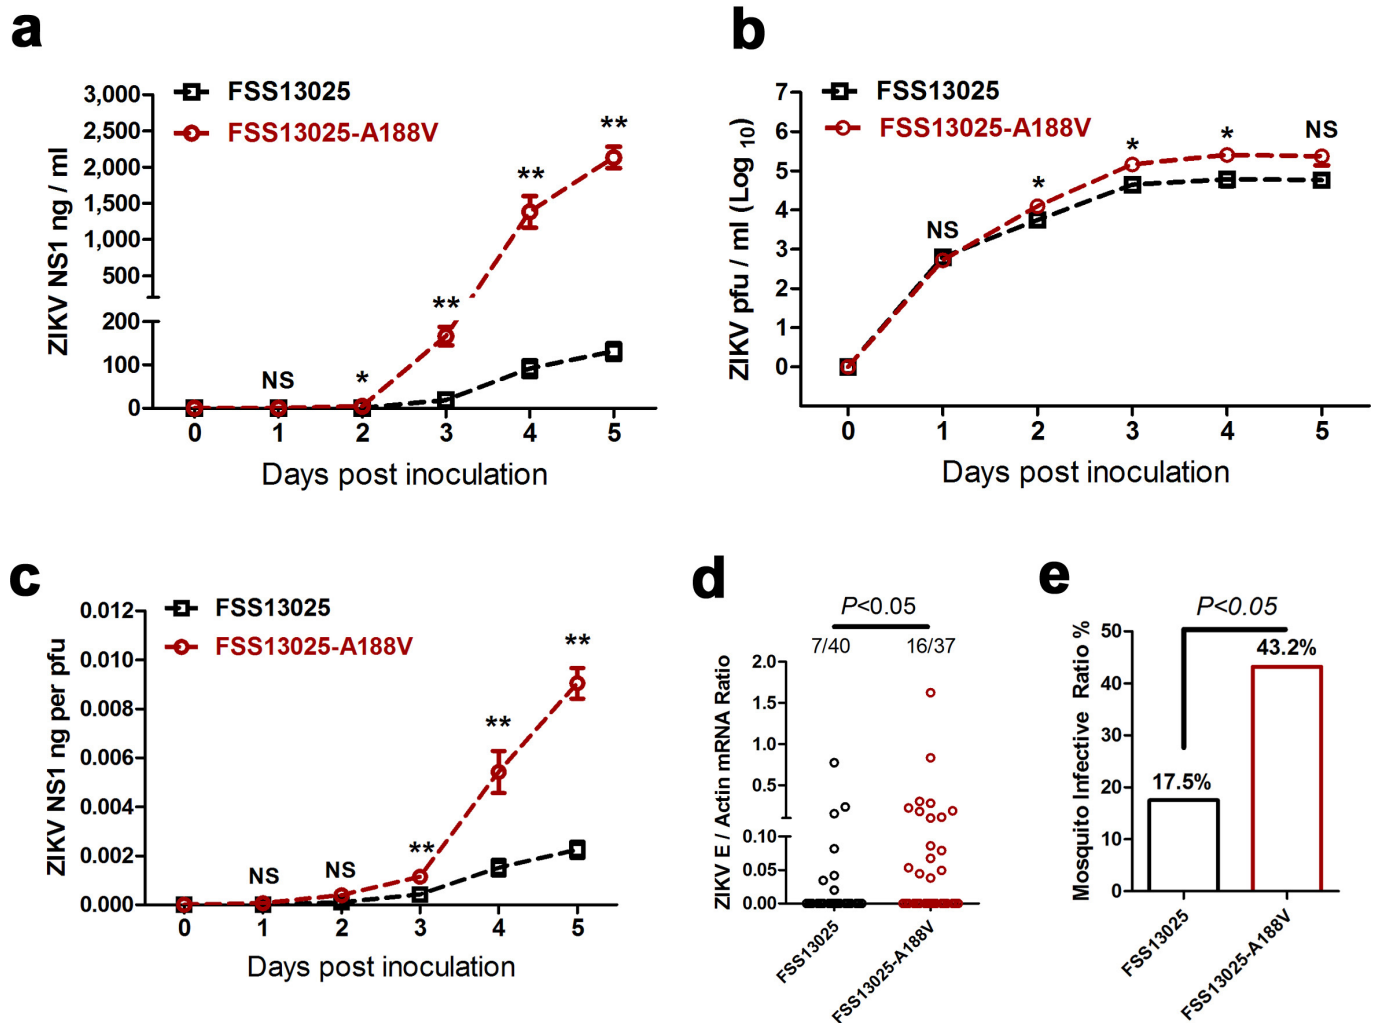 a
FSS13025
FSS13025-A188V
ZIKV NS1 ng / ml
3,000
2,500
2,000
1,500
1,000
500
200
100
0
NS
*
**
**
**
0 1 2 3 4 5
Days post inoculation
b
FSS13025
FSS13025-A188V
ZIKV pfu / ml (Log 10)
7
6
5
4
3
2
1
0
NS
*
*
*
NS
0 1 2 3 4 5
Days post inoculation
c
FSS13025
FSS13025-A188V
ZIKV NS1 ng per pfu
0.012
0.010
0.008
0.006
0.004
0.002
0.000
NS
NS
**
**
**
0 1 2 3 4 5
Days post inoculation
d
P<0.05
7/40 16/37
ZIKV E / Actin mRNA Ratio
2.0
1.5
1.0
0.5
0.10
0.05
0.00
FSS13025
FSS13025-A188V
e
P<0.05
Mosquito Infective Ratio %
50
40
30
20
10
0
17.5%
43.2%
FSS13025
FSS13025-A188V